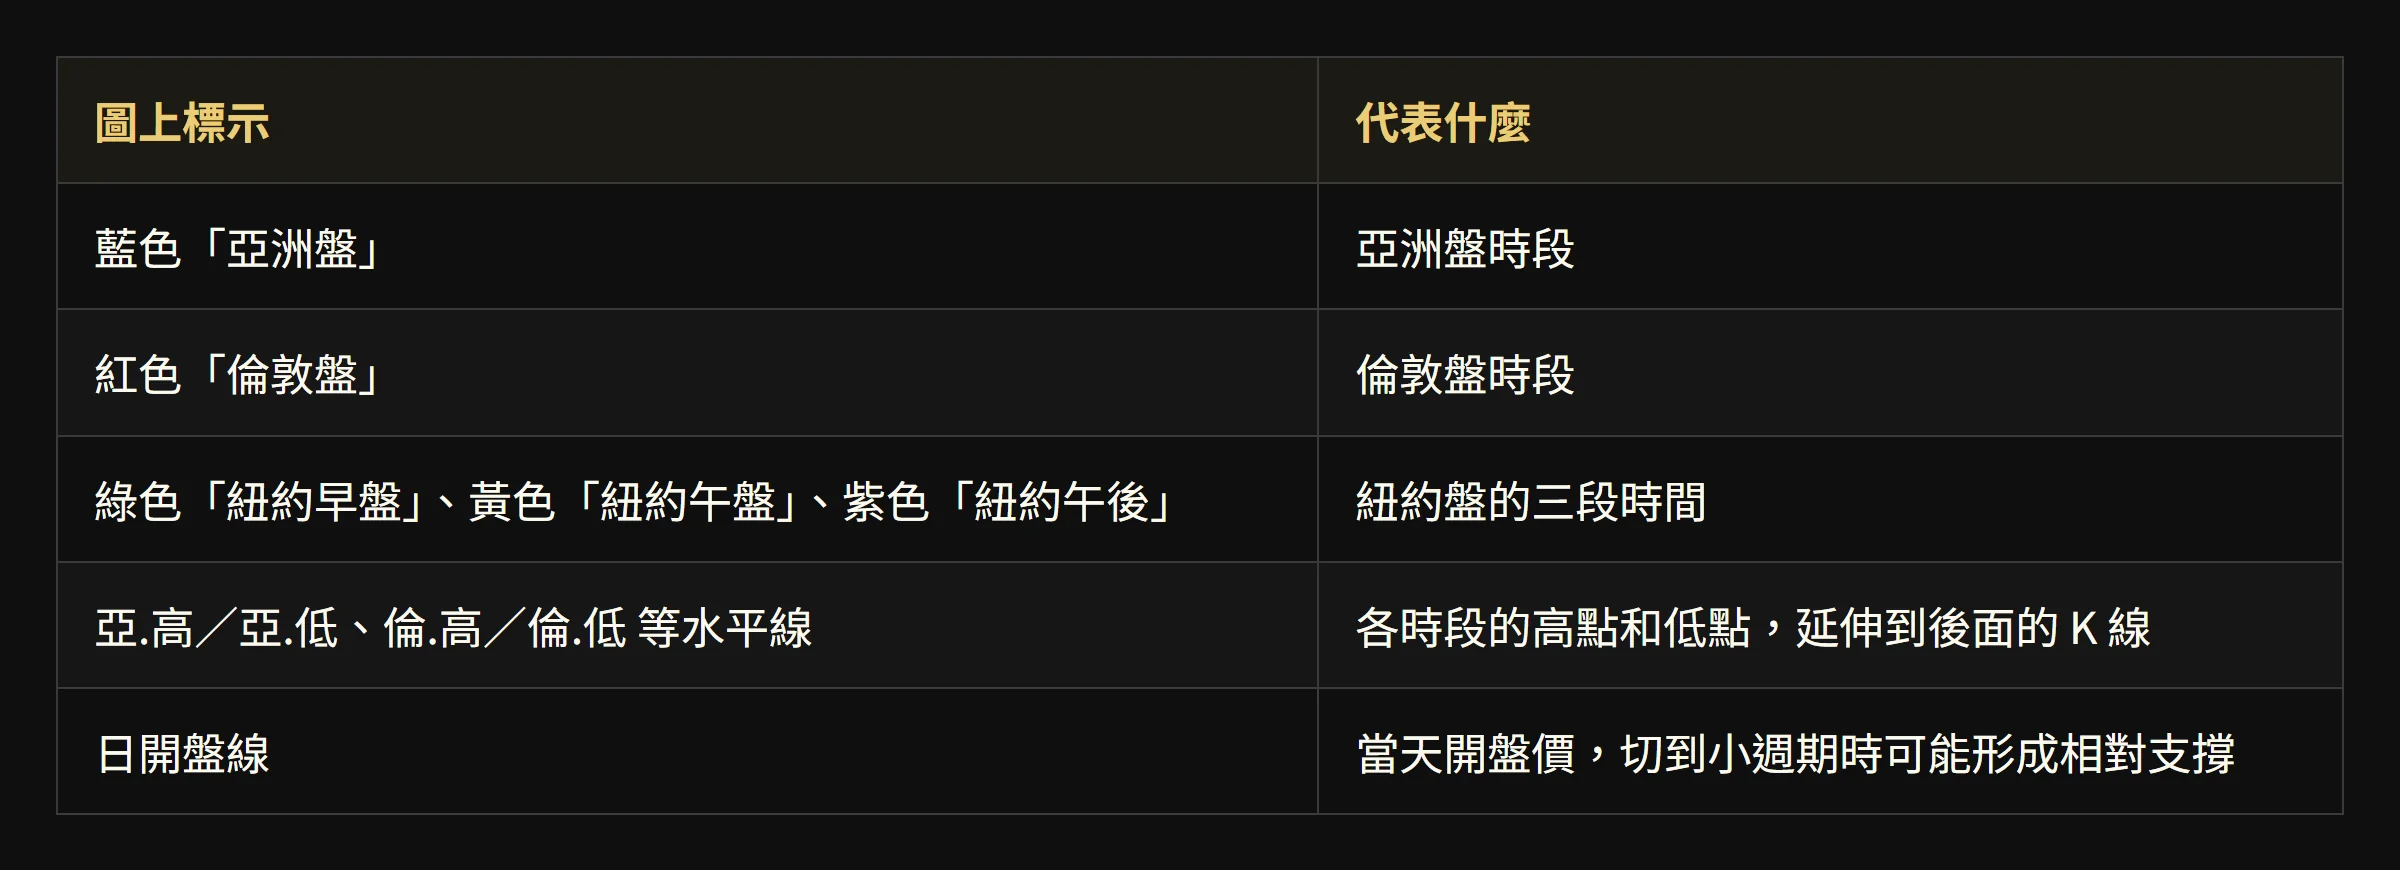 圖上標示
代表什麼
藍色「亞洲盤」
亞洲盤時段
紅色「倫敦盤」
倫敦盤時段
綠色「紐約早盤」、黃色「紐約午盤」、紫色「紐約午後」
紐約盤的三段時間
亞.高／亞.低、倫.高／倫.低 等水平線
各時段的高點和低點，延伸到後面的 K 線
日開盤線
當天開盤價，切到小週期時可能形成相對支撐